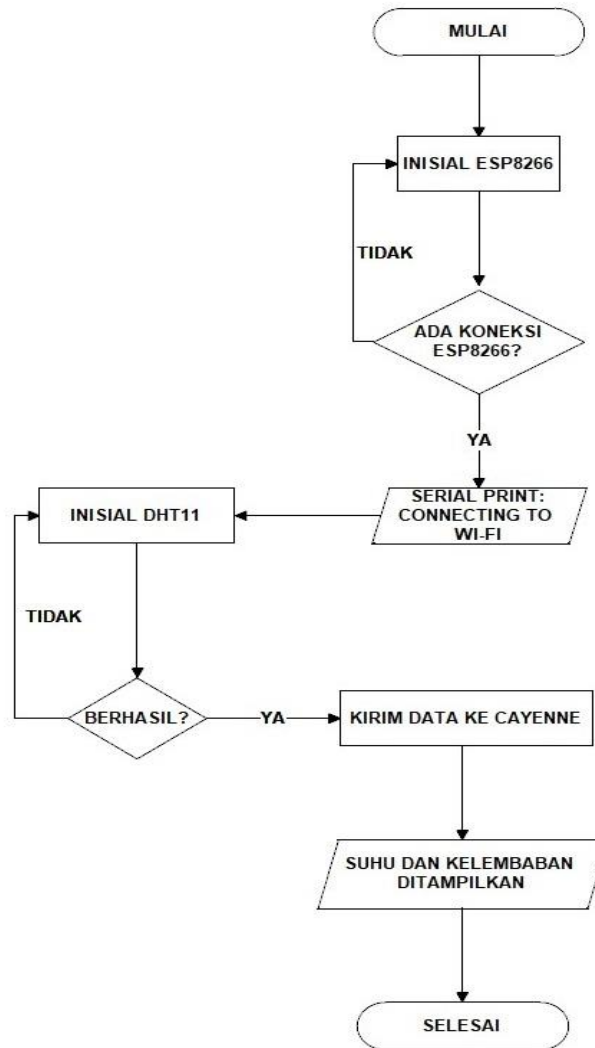 MULAI
INISIAL ESP8266
TIDAK
ADA KONEKSI
ESP8266?
YA
SERIAL PRINT:
CONNECTING TO
WI-FI
INISIAL DHT11
TIDAK
BERHASIL?
YA
KIRIM DATA KE CAYENNE
SUHU DAN KELEMBABAN
DITAMPILKAN
SELESAI